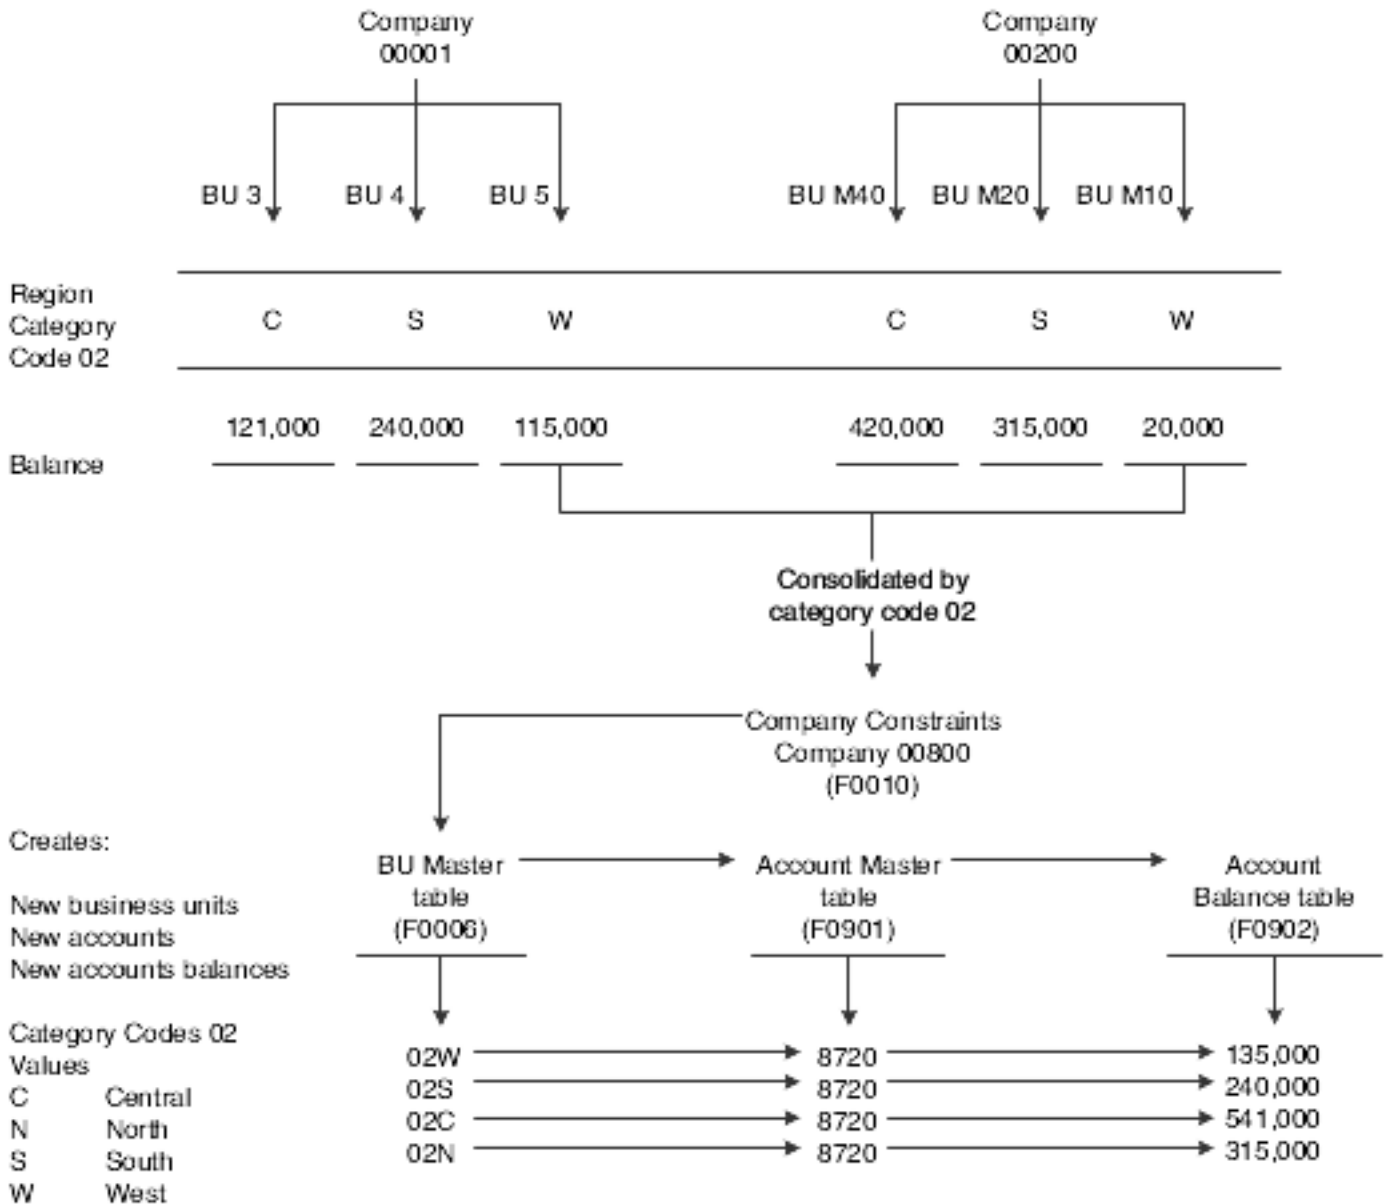 Company
00001
Company
00200
BU 3
BU 4
BU 5
BU M40
BU M20
BU M10
Region
Category
Code 02
C
S
W
C
S
W
121,000
240,000
115,000
420,000
315,000
20,000
Balance
Consolidated by
category code 02
Company Constraints
Company 00800
(F0010)
Creates:
New business units
New accounts
New accounts balances
BU Master
table
(F0006)
Account Master
table
(F0901)
Account
Balance table
(F0902)
Category Codes 02
Values
C Central
N North
S South
W West
02W 8720 135,000
02S 8720 240,000
02C 8720 541,000
02N 8720 315,000